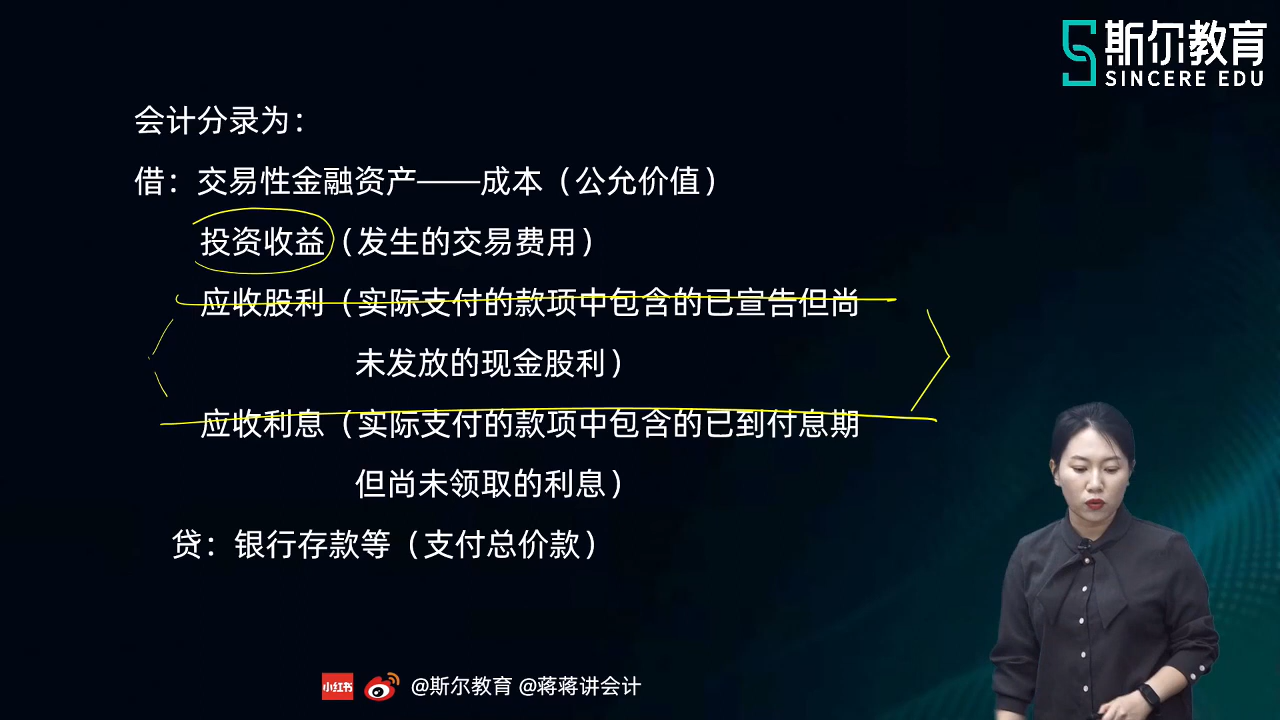 斯尔教育
SINCERE EDU
会计分录为：
借：交易性金融资产——成本（公允价值）
投资收益（发生的交易费用）
应收股利（实际支付的款项中包含的已宣告但尚
未发放的现金股利）
应收利息（实际支付的款项中包含的已到付息期
但尚未领取的利息）
贷：银行存款等（支付总价款）
小红书 @斯尔教育 @蒋蒋讲会计